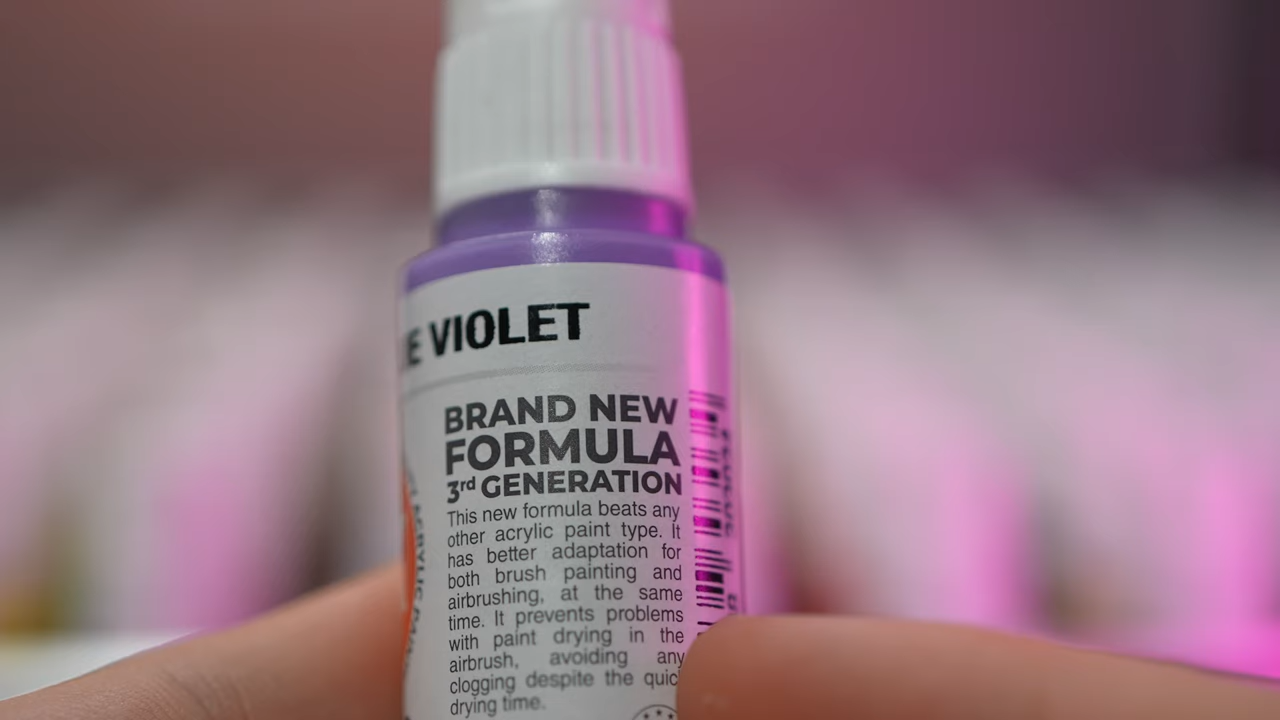 VIOLET
BRAND NEW
FORMULA
3rd GENERATION
This new formula beats any
other acrylic paint type. It
has better adaptation for
both brush painting and
airbrushing, at the same
time. It prevents problems
with paint drying in the
airbrush, avoiding any
clogging despite the quic
drying time.